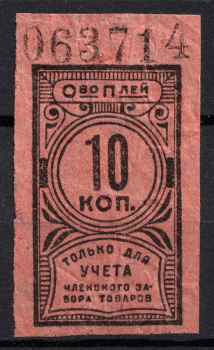 063714
ОвоПлей
10
КОП.
ТОЛЬКО ДЛЯ
УЧЕТА
ЧЛЕНСКОГО ЗА-
БОРА ТОВАРОВ